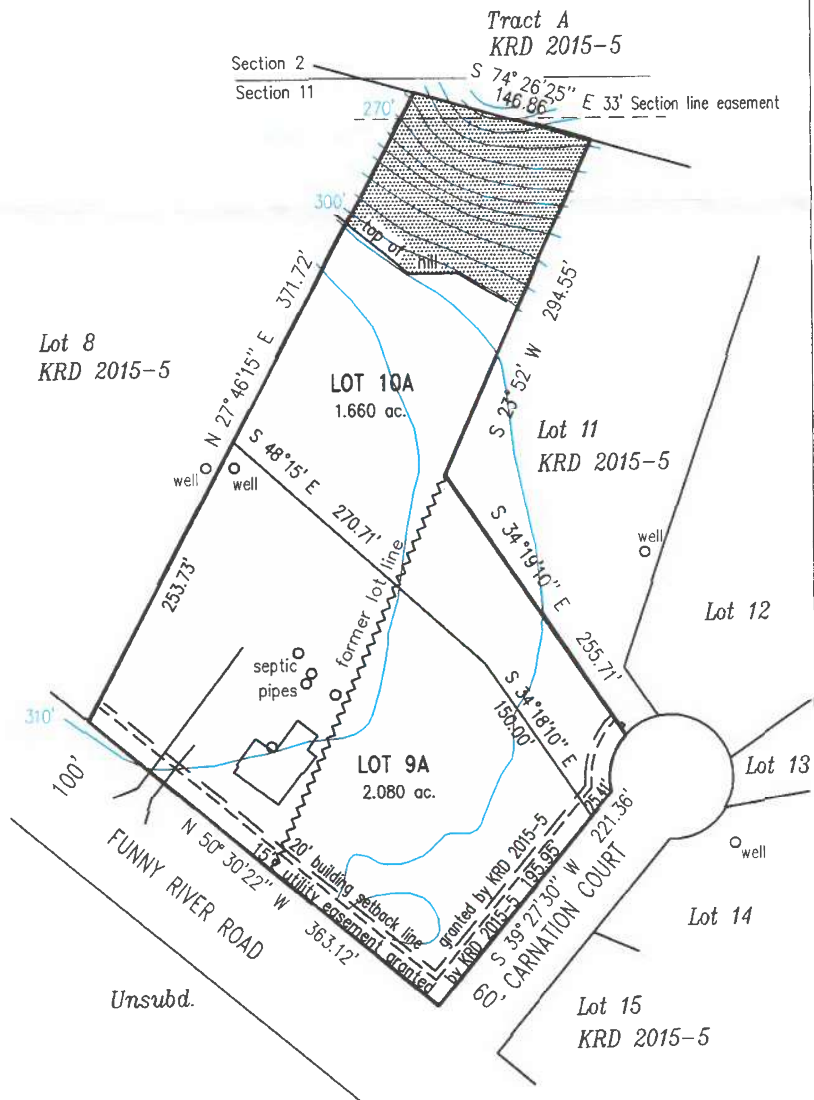 Tract A
KRD 2015-5
Section 2
Section 11
S 74°26'25" E
146.86'
33' Section line easement
270'
300'
top of hill
N 27°46'15" E 371.72'
S 23°52' W 294.55'
Lot 8
KRD 2015-5
LOT 10A
1.660 ac.
Lot 11
KRD 2015-5
well
well
S 48°15' E 270.71'
former lot line
S 34°19'10" E 255.71'
well
Lot 12
253.73'
septic
pipes
S 34°18'10" E
150.00'
310'
100'
LOT 9A
2.080 ac.
Lot 13
25.41'
well
N 50°30'22" W 363.12'
FUNNY RIVER ROAD
20' building setback line
granted by KRD 2015-5
15' utility easement granted
by KRD 2015-5 195.95'
S 39°27'30" W 221.36'
60' CARNATION COURT
Lot 14
Unsubd.
Lot 15
KRD 2015-5